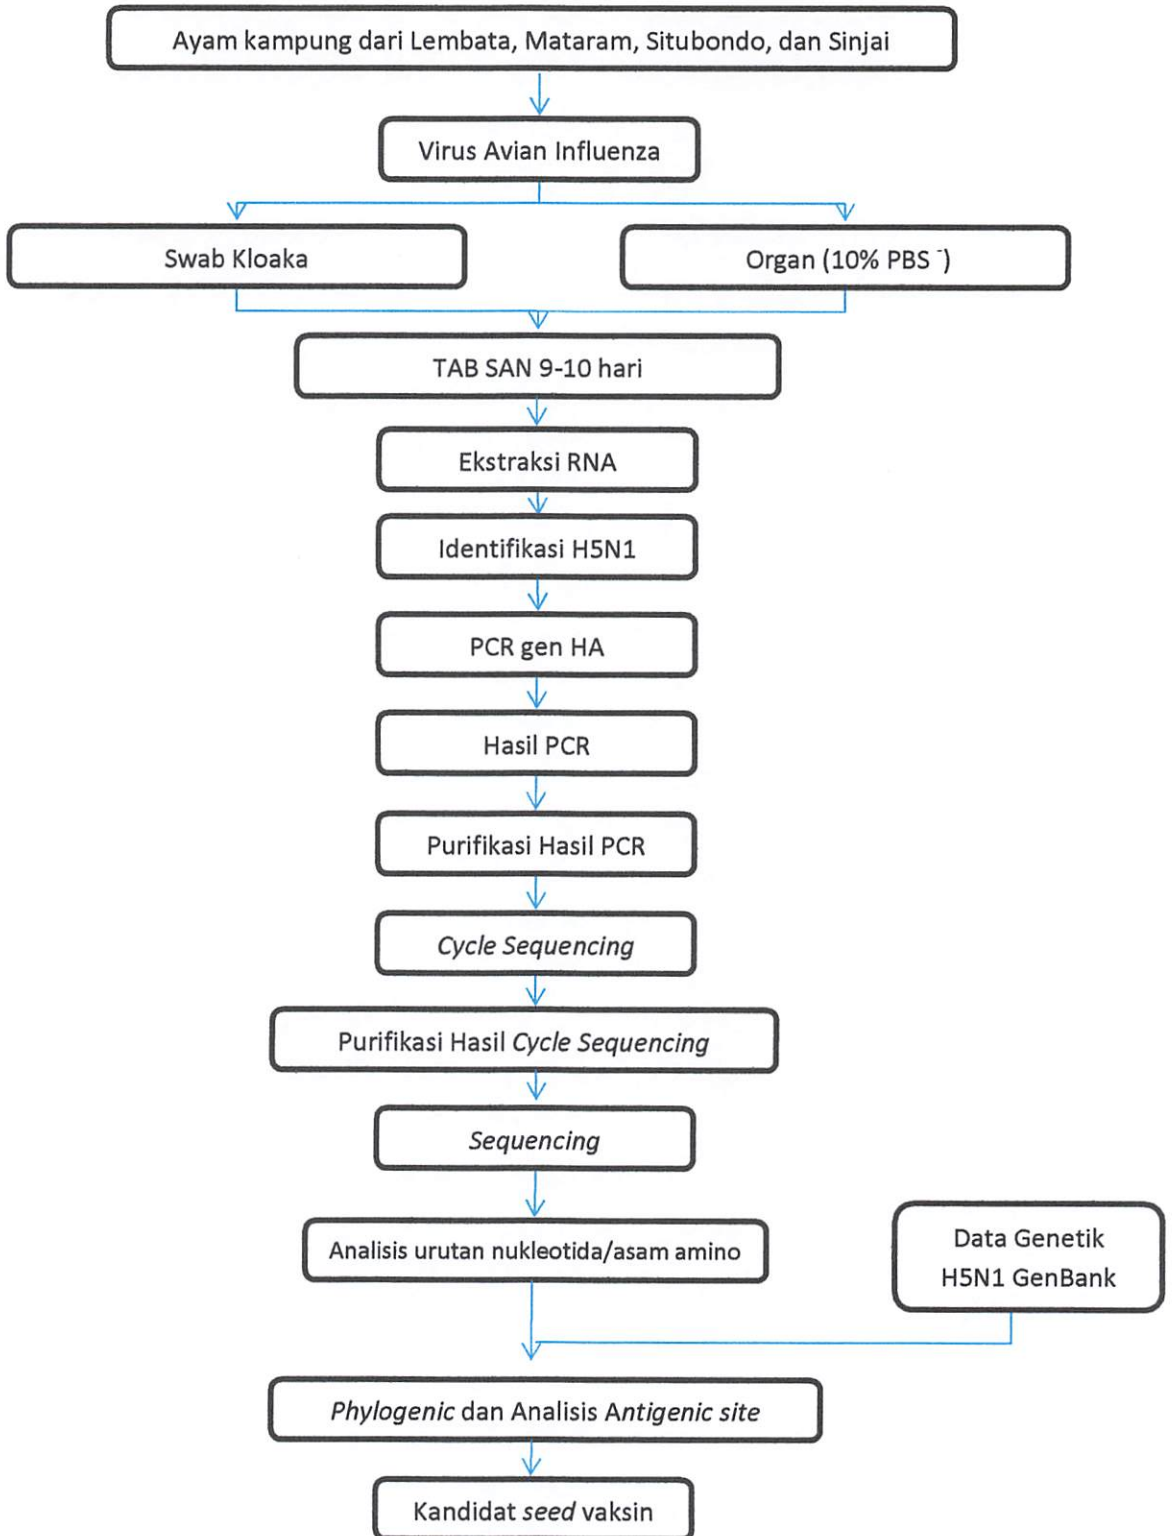 Ayam kampung dari Lembata, Mataram, Situbondo, dan Sinjai
Virus Avian Influenza
Swab Kloaka
Organ (10% PBS ⁻)
TAB SAN 9-10 hari
Ekstraksi RNA
Identifikasi H5N1
PCR gen HA
Hasil PCR
Purifikasi Hasil PCR
Cycle Sequencing
Purifikasi Hasil Cycle Sequencing
Sequencing
Analisis urutan nukleotida/asam amino
Data Genetik
H5N1 GenBank
Phylogenic dan Analisis Antigenic site
Kandidat seed vaksin